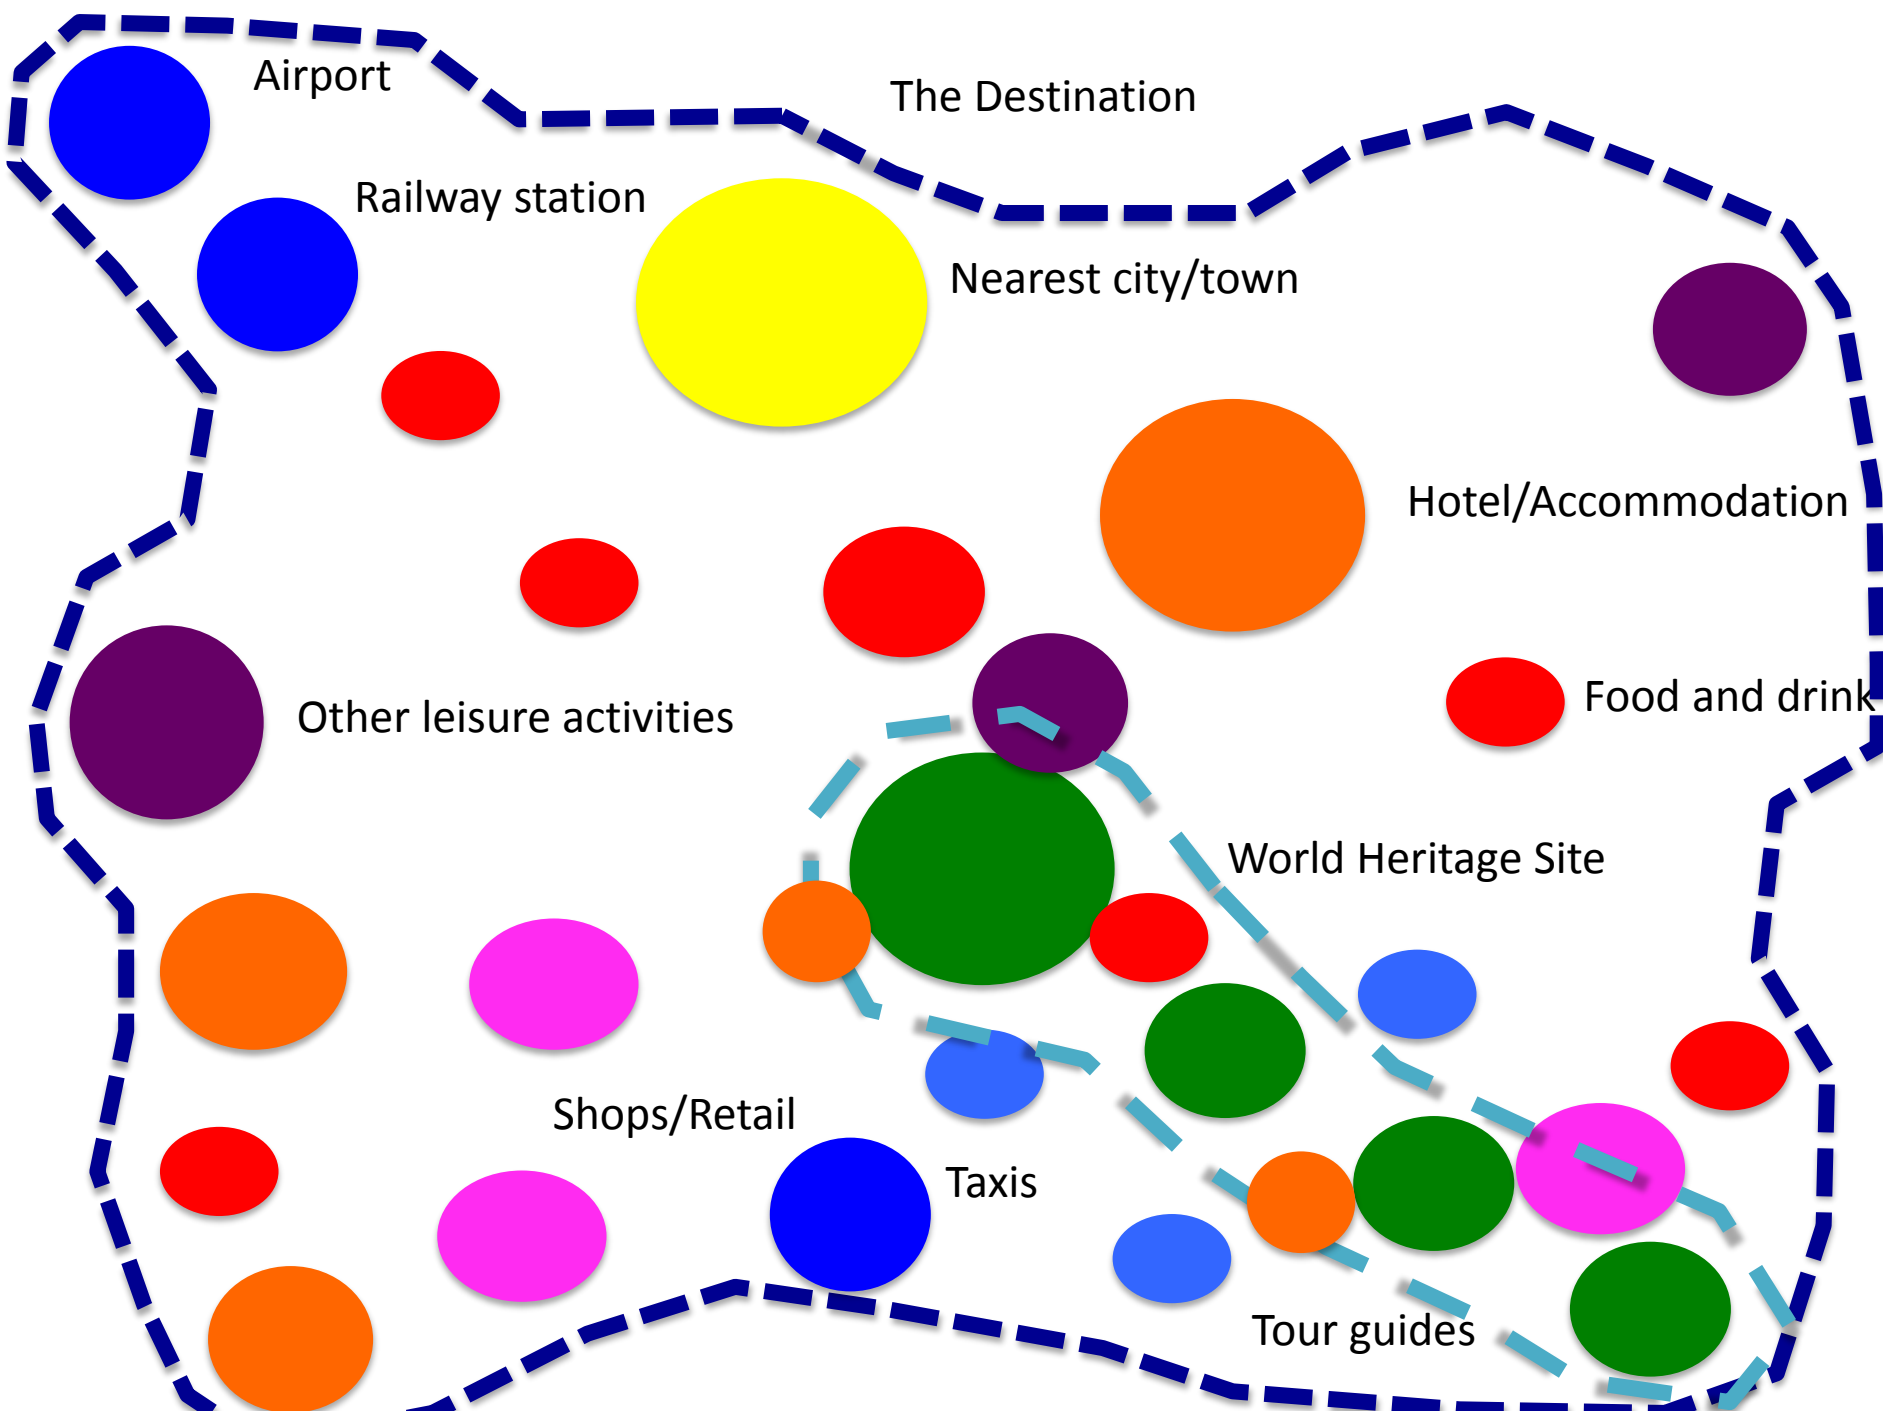 Airport
The Destination
Railway station
Nearest city/town
Hotel/Accommodation
Food and drink
Other leisure activities
World Heritage Site
Shops/Retail
Taxis
Tour guides